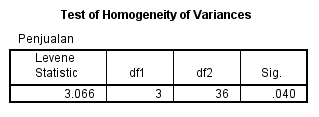 Test of Homogeneity of Variances
Penjualan
Levene Statistic df1 df2 Sig.
3.066 3 36 .040